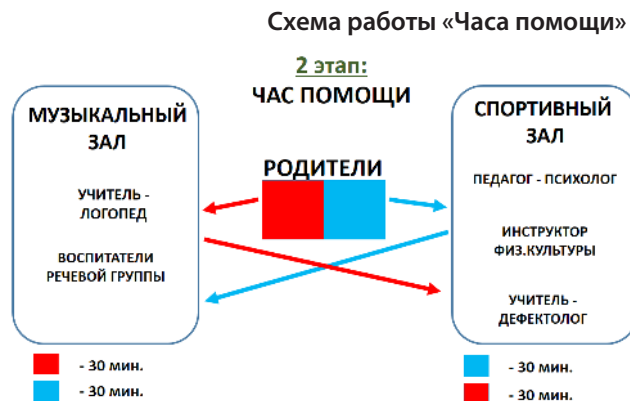 Схема работы «Часа помощи»
2 этап:
ЧАС ПОМОЩИ
МУЗЫКАЛЬНЫЙ
ЗАЛ
УЧИТЕЛЬ -
ЛОГОПЕД
ВОСПИТАТЕЛИ
РЕЧЕВОЙ ГРУППЫ
РОДИТЕЛИ
СПОРТИВНЫЙ
ЗАЛ
ПЕДАГОГ - ПСИХОЛОГ
ИНСТРУКТОР
ФИЗ.КУЛЬТУРЫ
УЧИТЕЛЬ -
ДЕФЕКТОЛОГ
- 30 мин.
- 30 мин.
- 30 мин.
- 30 мин.